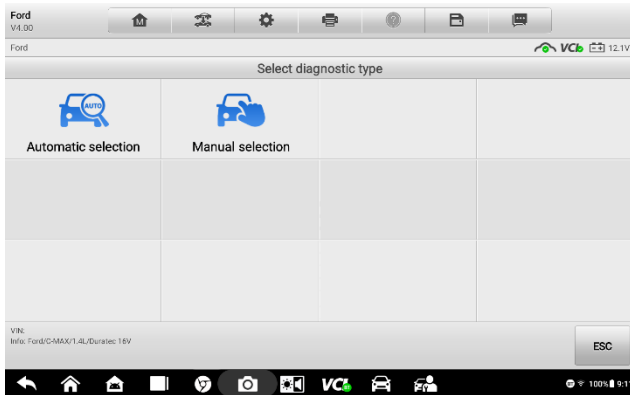 Ford
V4.00
M
Ford
VCI 12.1V
Select diagnostic type
AUTO
Automatic selection
Manual selection
VIN:
Info: Ford/C-MAX/1.4L/Duratec 16V
ESC
VCI
100% 9:1